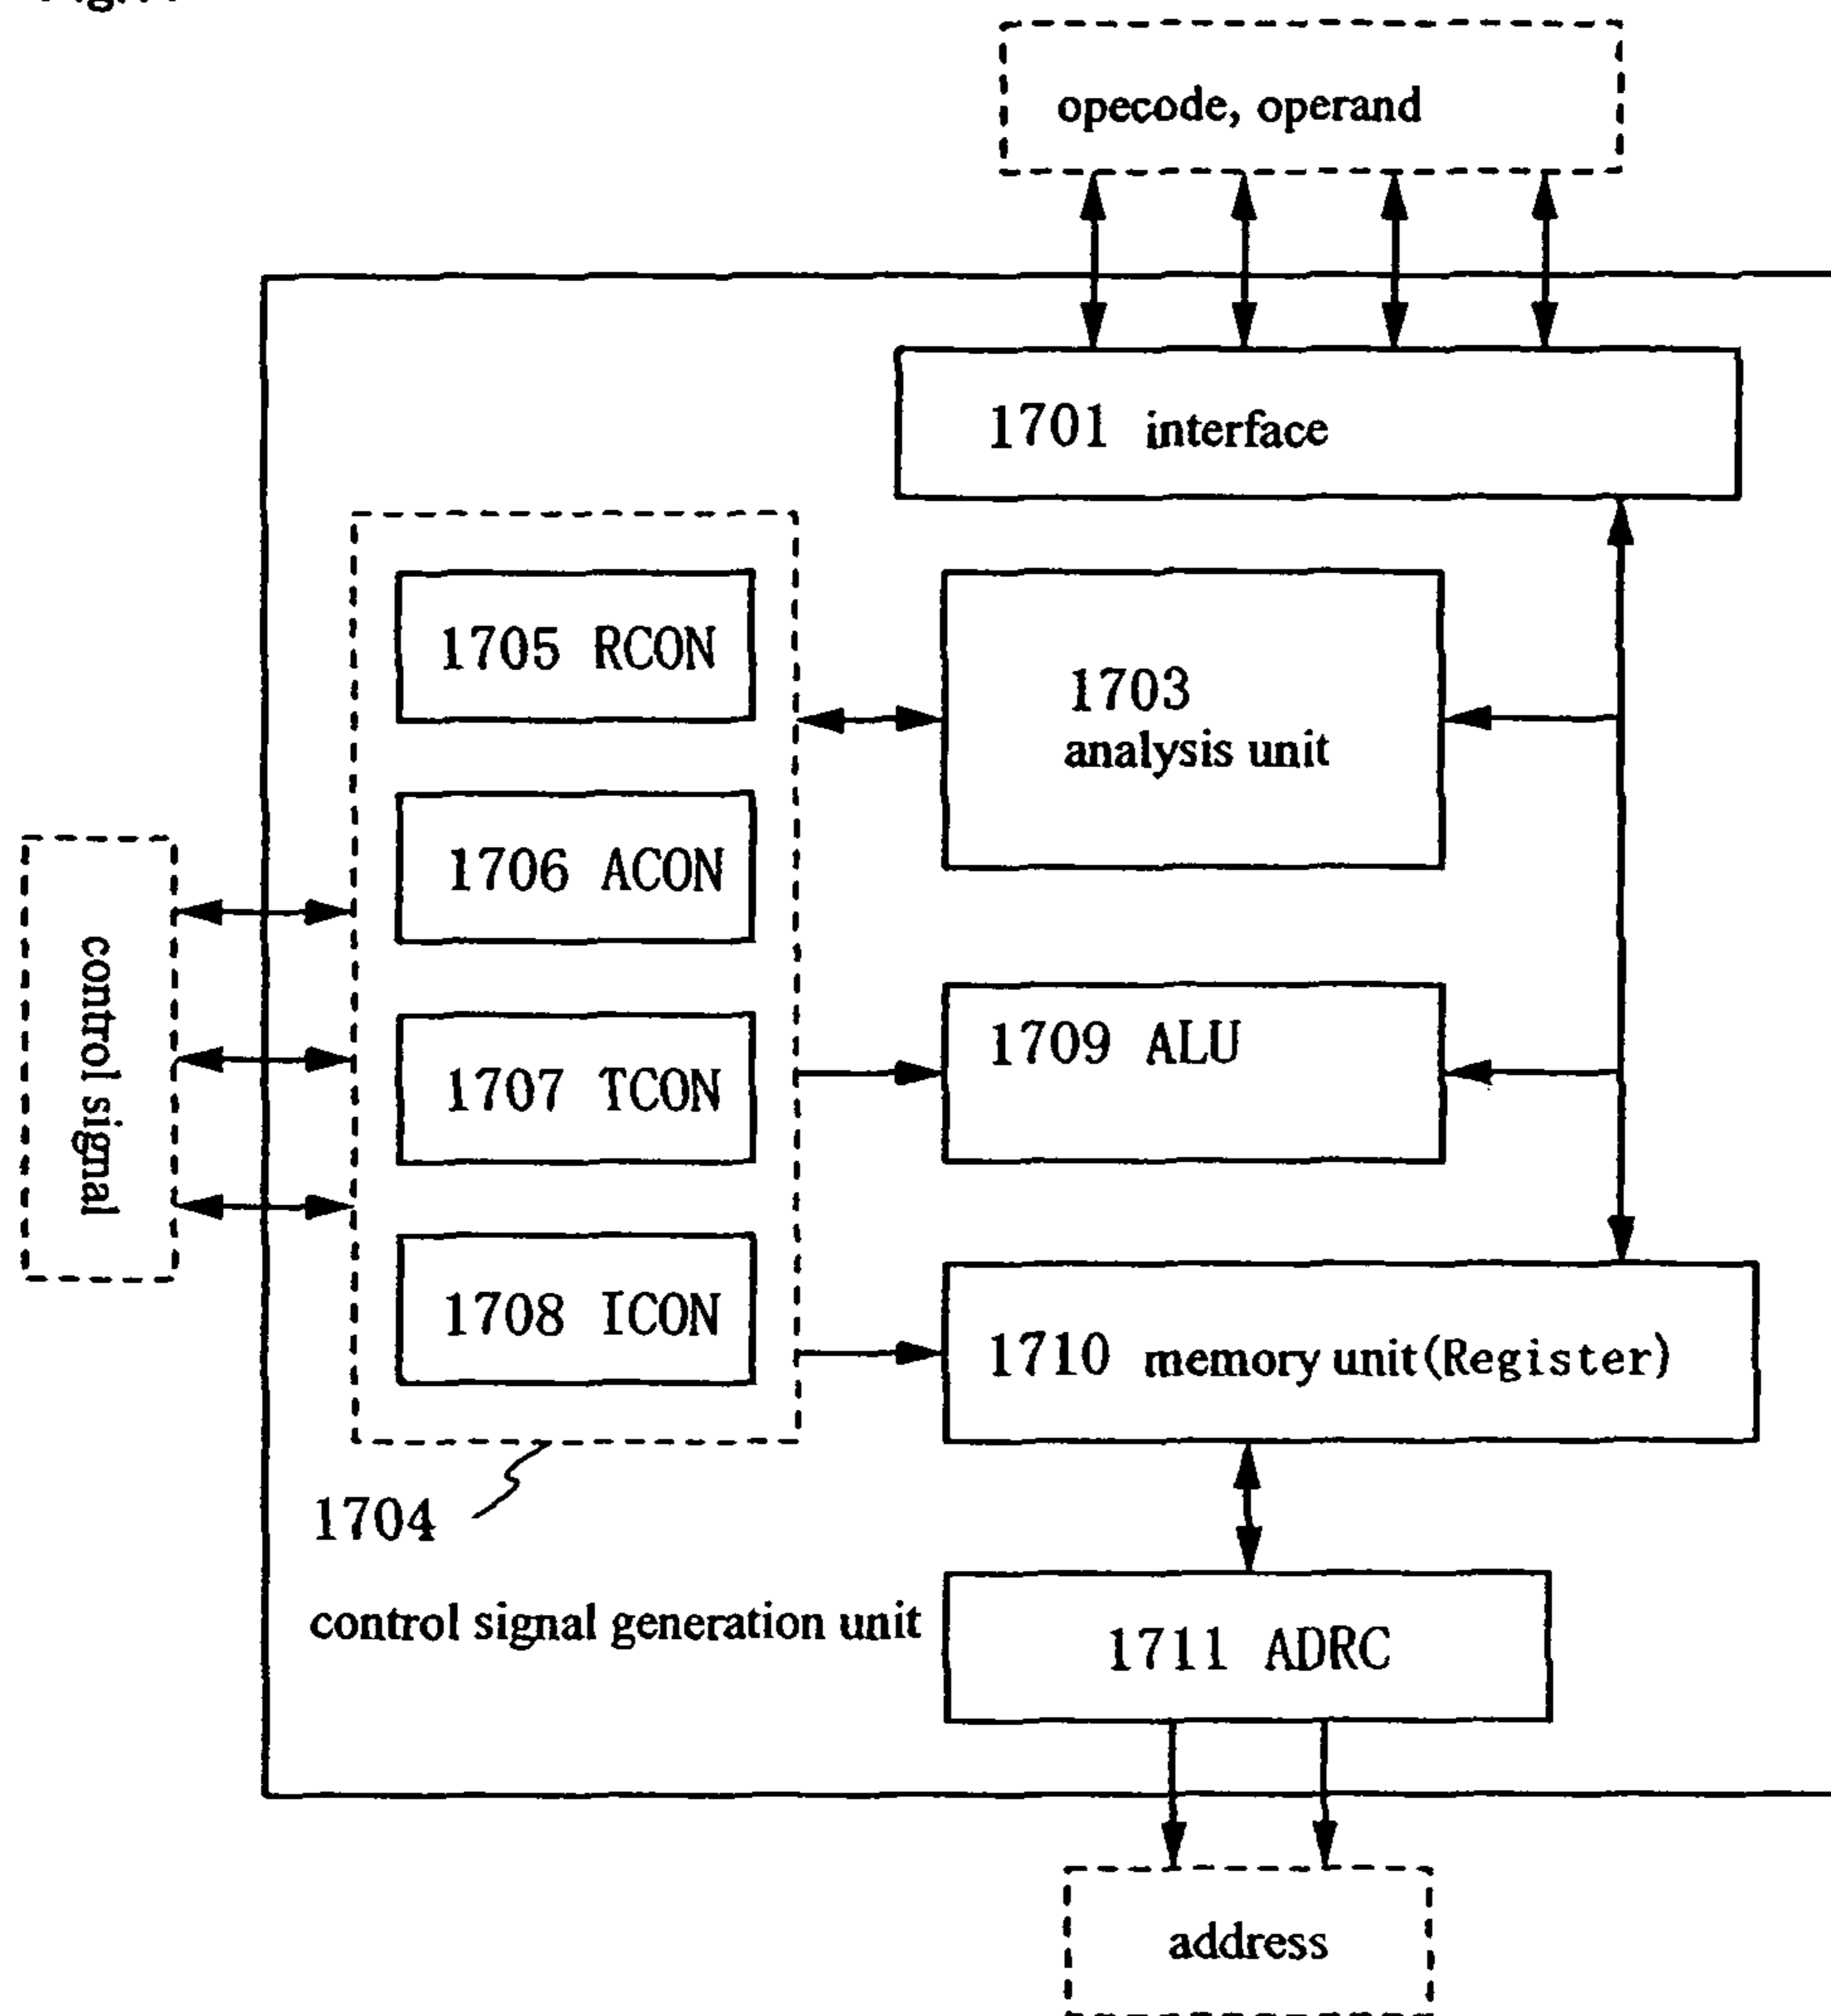 opecode, operand
1701 interface
1705 RCON
1703
analysis unit
1706 ACON
control signal
1709 ALU
1707 TCON
1708 ICON
1710 memory unit(Register)
1704
control signal generation unit
1711 ADRC
address